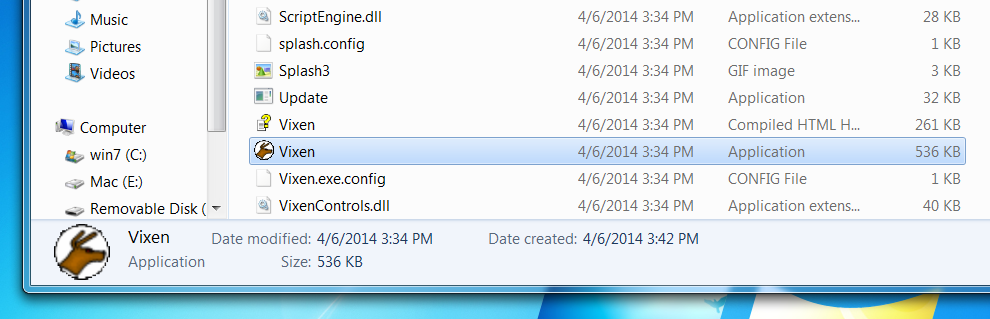 Music
Pictures
Videos
Computer
win7 (C:)
Mac (E:)
Removable Disk (
ScriptEngine.dll 4/6/2014 3:34 PM Application extens... 28 KB
splash.config 4/6/2014 3:34 PM CONFIG File 1 KB
Splash3 4/6/2014 3:34 PM GIF image 3 KB
Update 4/6/2014 3:34 PM Application 32 KB
Vixen 4/6/2014 3:34 PM Compiled HTML H... 261 KB
Vixen 4/6/2014 3:34 PM Application 536 KB
Vixen.exe.config 4/6/2014 3:34 PM CONFIG File 1 KB
VixenControls.dll 4/6/2014 3:34 PM Application extens... 40 KB
Vixen Date modified: 4/6/2014 3:34 PM Date created: 4/6/2014 3:42 PM
Application Size: 536 KB